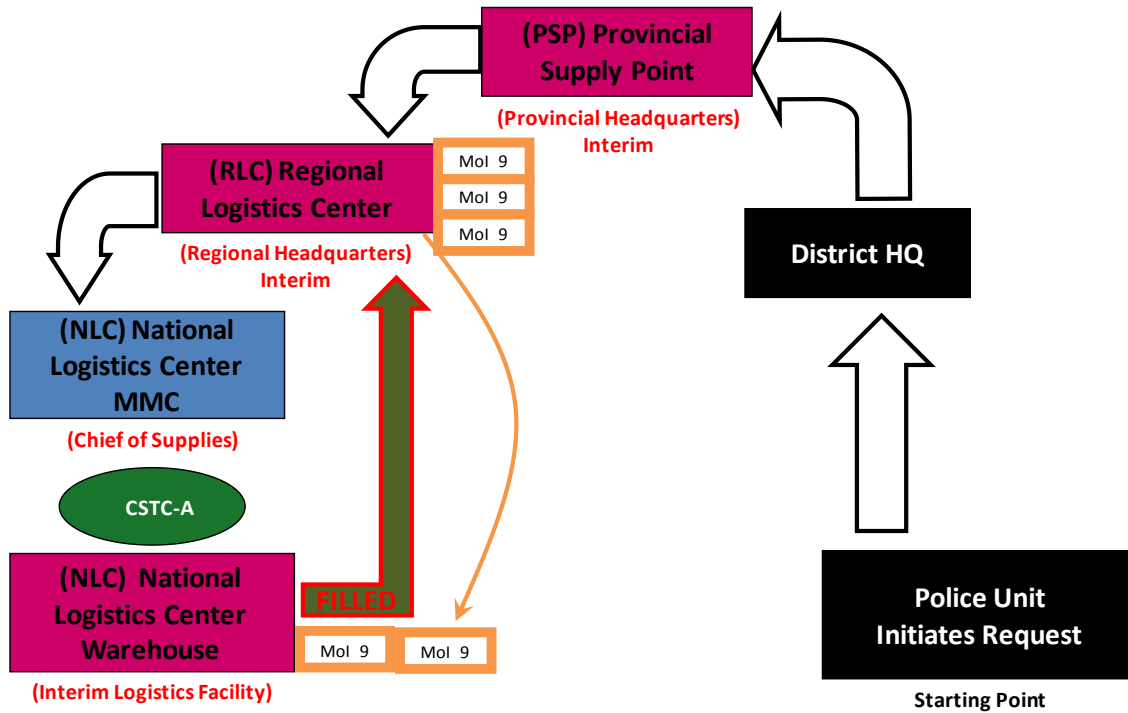 (PSP) Provincial
Supply Point
(Provincial Headquarters)
Interim
(RLC) Regional
Logistics Center
MoI 9
MoI 9
MoI 9
(Regional Headquarters)
Interim
District HQ
(NLC) National
Logistics Center
MMC
(Chief of Supplies)
CSTC-A
(NLC) National
Logistics Center
Warehouse
FILLED
MoI 9
MoI 9
(Interim Logistics Facility)
Police Unit
Initiates Request
Starting Point